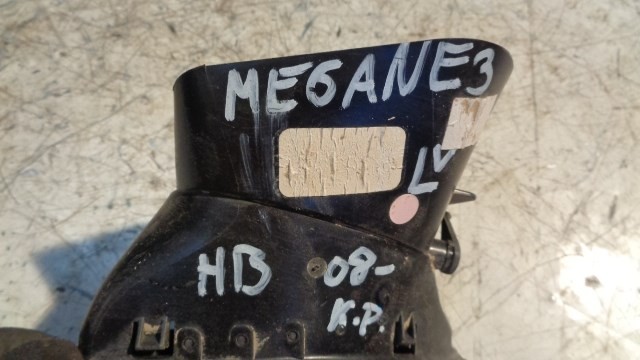 MEGANE3
LV
HB 08-
K.P.